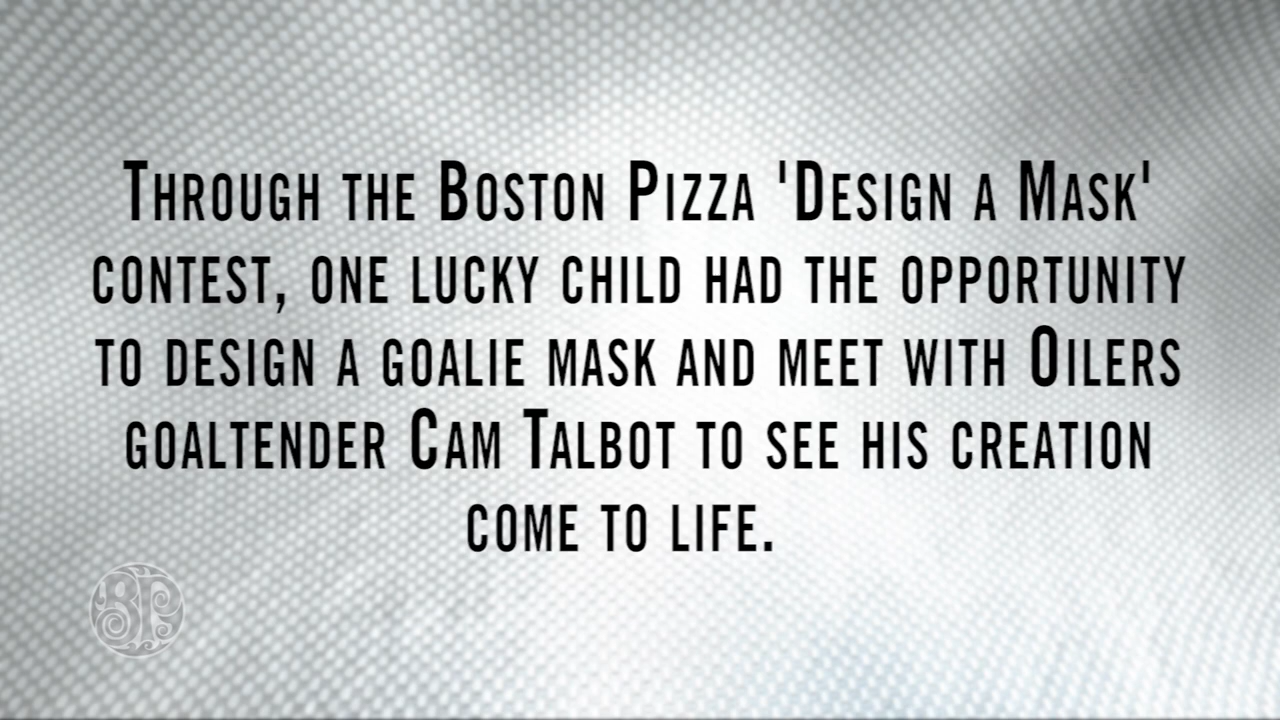 Through the Boston Pizza 'Design a Mask'
contest, one lucky child had the opportunity
to design a goalie mask and meet with Oilers
goaltender Cam Talbot to see his creation
come to life.
BP